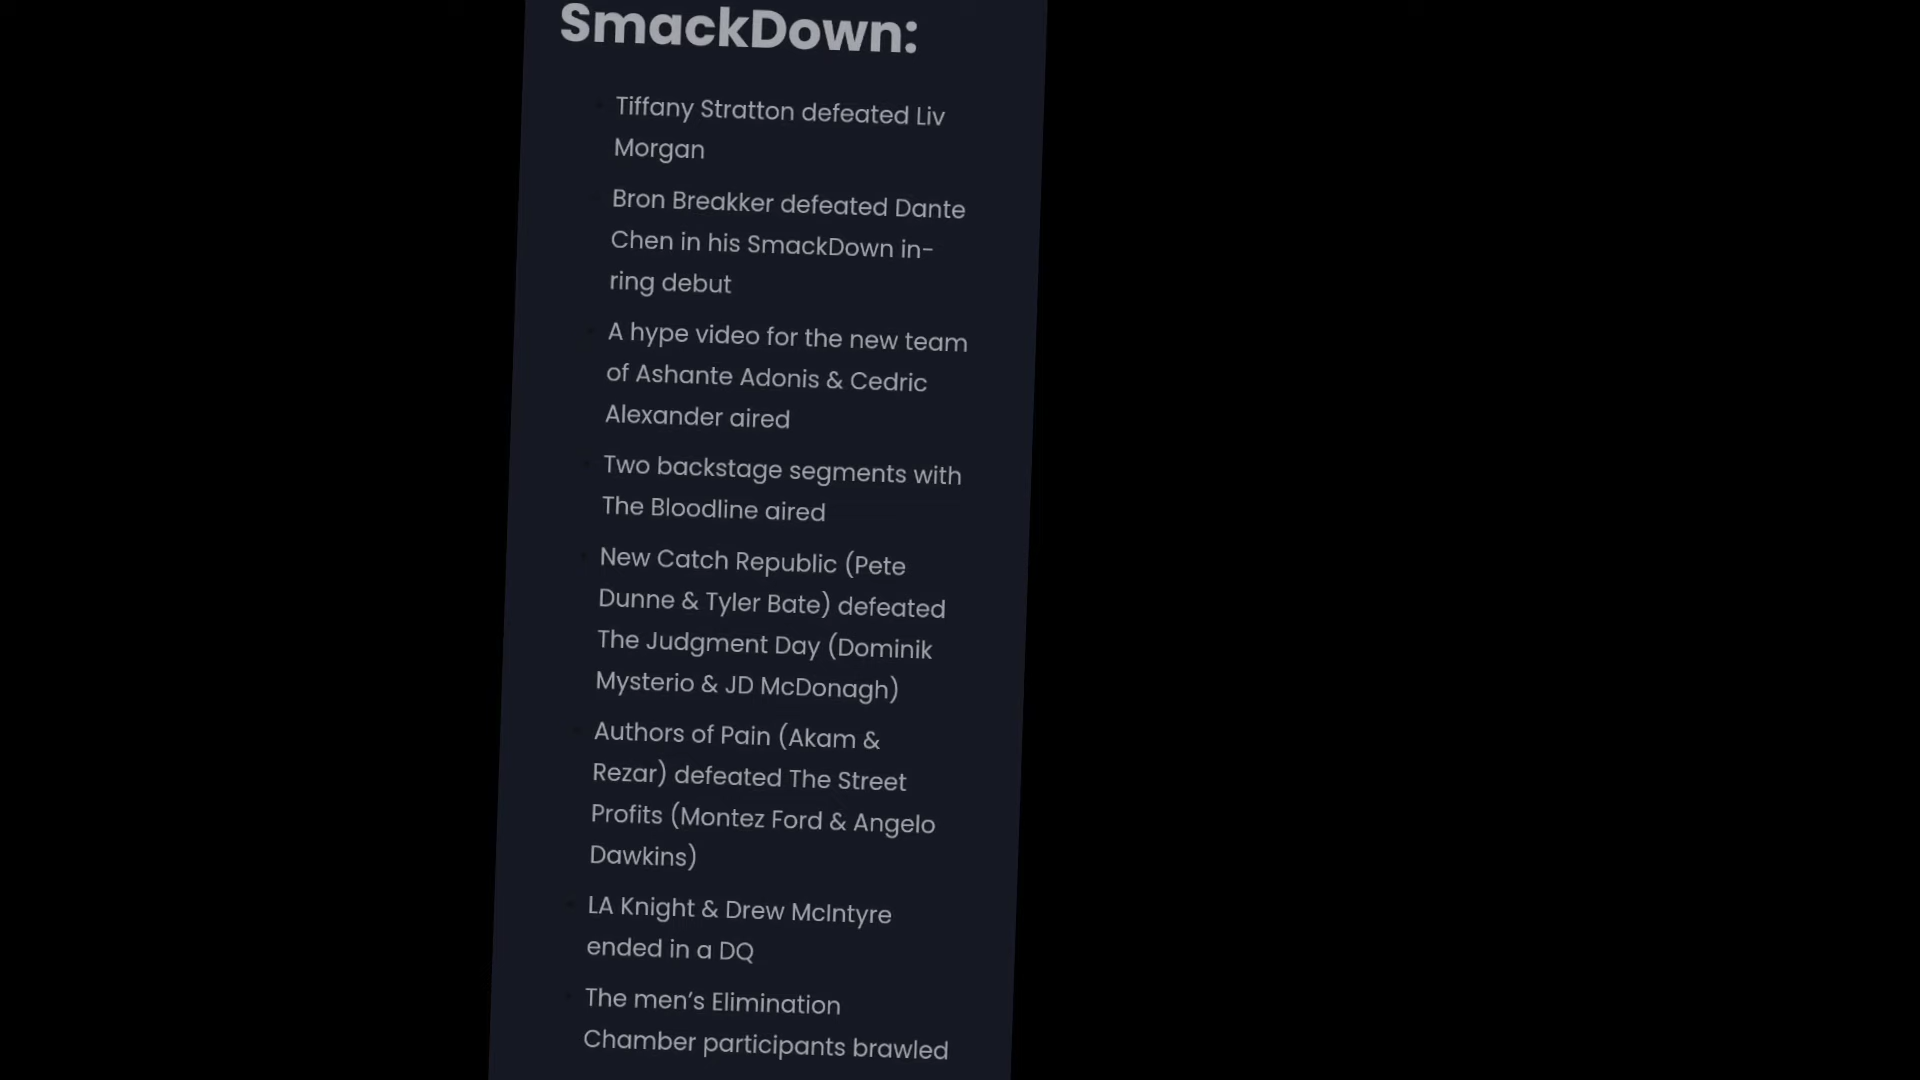 SmackDown:
Tiffany Stratton defeated Liv
Morgan
Bron Breakker defeated Dante
Chen in his SmackDown in-
ring debut
A hype video for the new team
of Ashante Adonis & Cedric
Alexander aired
Two backstage segments with
The Bloodline aired
New Catch Republic (Pete
Dunne & Tyler Bate) defeated
The Judgment Day (Dominik
Mysterio & JD McDonagh)
Authors of Pain (Akam &
Rezar) defeated The Street
Profits (Montez Ford & Angelo
Dawkins)
LA Knight & Drew McIntyre
ended in a DQ
The men's Elimination
Chamber participants brawled